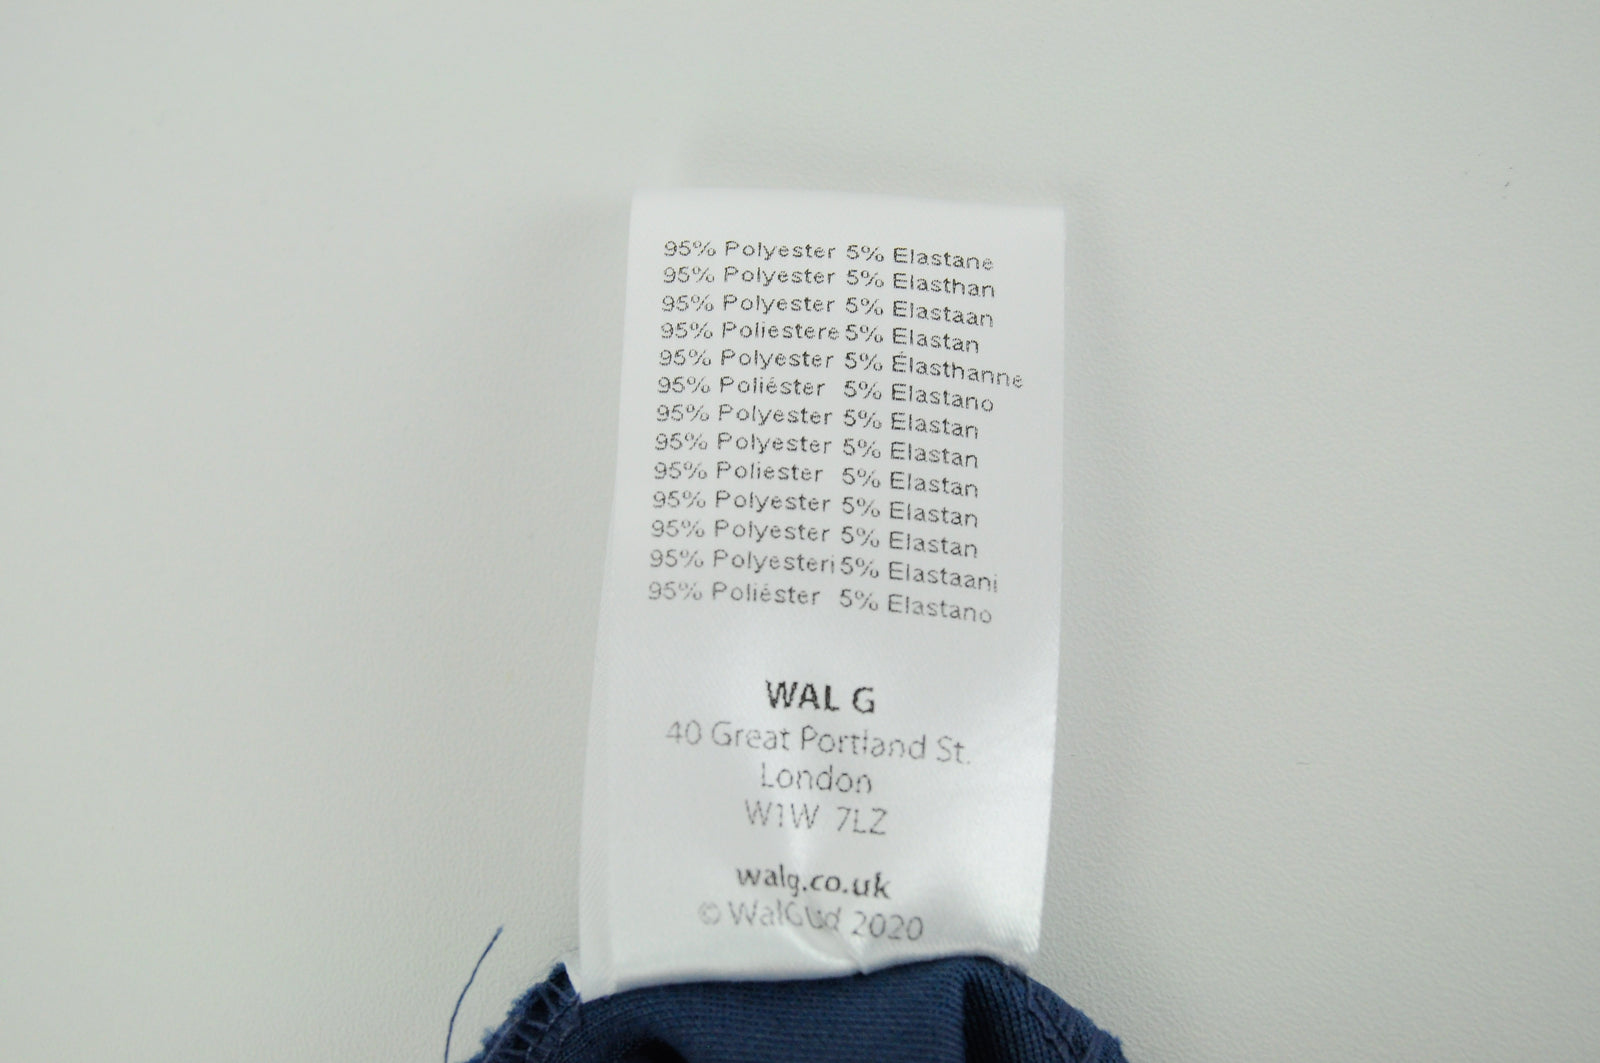 95% Polyester 5% Elastane
95% Polyester 5% Elasthan
95% Polyester 5% Elastaan
95% Poliestere 5% Elastan
95% Polyester 5% Élasthanne
95% Poliéster 5% Elastano
95% Polyester 5% Elastan
95% Polyester 5% Elastan
95% Poliester 5% Elastan
95% Polyester 5% Elastan
95% Polyester 5% Elastan
95% Polyesteri 5% Elastaani
95% Poliéster 5% Elastano
WAL G
40 Great Portland St.
London
W1W 7LZ
walg.co.uk
© WalGLtd 2020